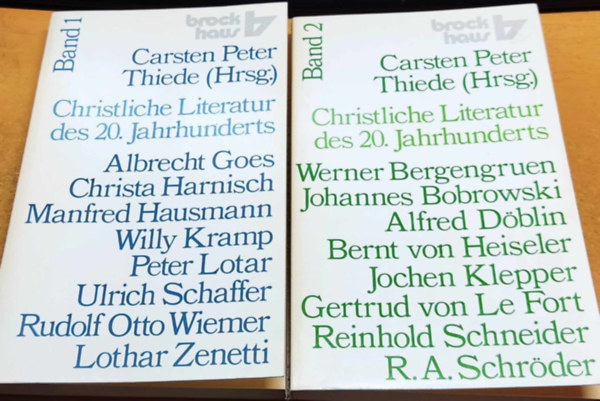 Band 1
brock
haus
Carsten Peter
Thiede (Hrsg.)
Christliche Literatur
des 20. Jahrhunderts
Albrecht Goes
Christa Harnisch
Manfred Hausmann
Willy Kramp
Peter Lotar
Ulrich Schaffer
Rudolf Otto Wiemer
Lothar Zenetti
Band 2
brock
haus
Carsten Peter
Thiede (Hrsg.)
Christliche Literatur
des 20. Jahrhunderts
Werner Bergengruen
Johannes Bobrowski
Alfred Döblin
Bernt von Heiseler
Jochen Klepper
Gertrud von Le Fort
Reinhold Schneider
R. A. Schröder